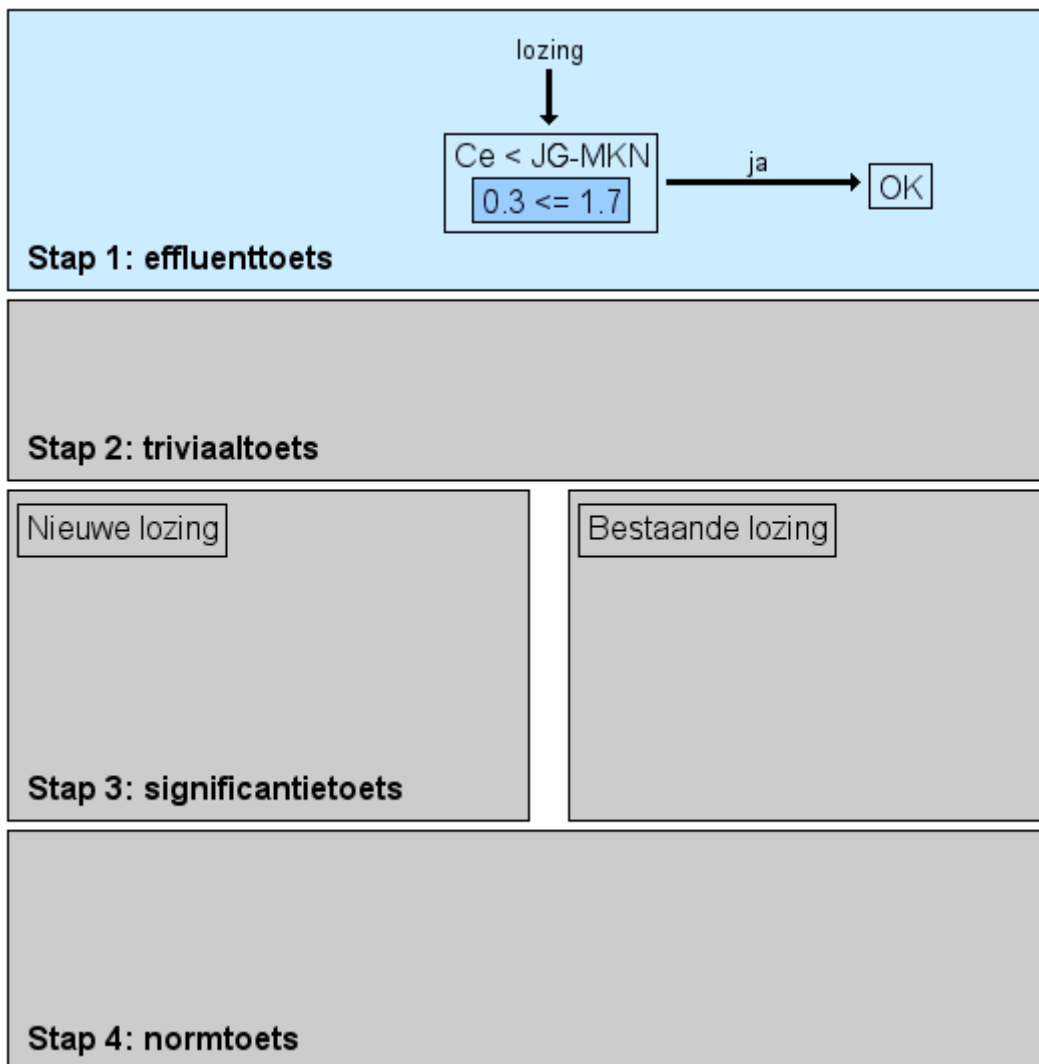 lozing
Ce < JG-MKN
ja
OK
0.3 <= 1.7
Stap 1: effluenttoets
Stap 2: triviaaltoets
Nieuwe lozing
Bestaande lozing
Stap 3: significantietoets
Stap 4: normtoets